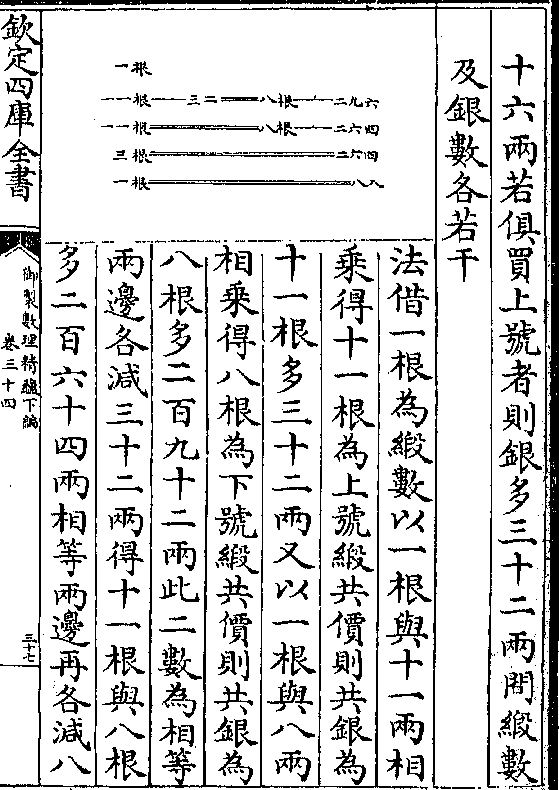 十六兩若俱買上號者則銀多三十二兩問緞數
及銀數各若干
法借一根為緞數以一根與十一兩相
乘得十一根為上號緞共價則共銀為
十一根多三十二兩又以一根與八兩
相乘得八根為下號緞共價則共銀為
八根多二百九十二兩此二數為相等
兩邊各減三十二兩得十一根與八根
多二百六十四兩相等兩邊再各減八
一根
一一根 三二 八根 二九六
一一根 八根 二六四
三根 二六四
一根 八八
欽定四庫全書
御製數理精蘊下編
卷三十四
三十七